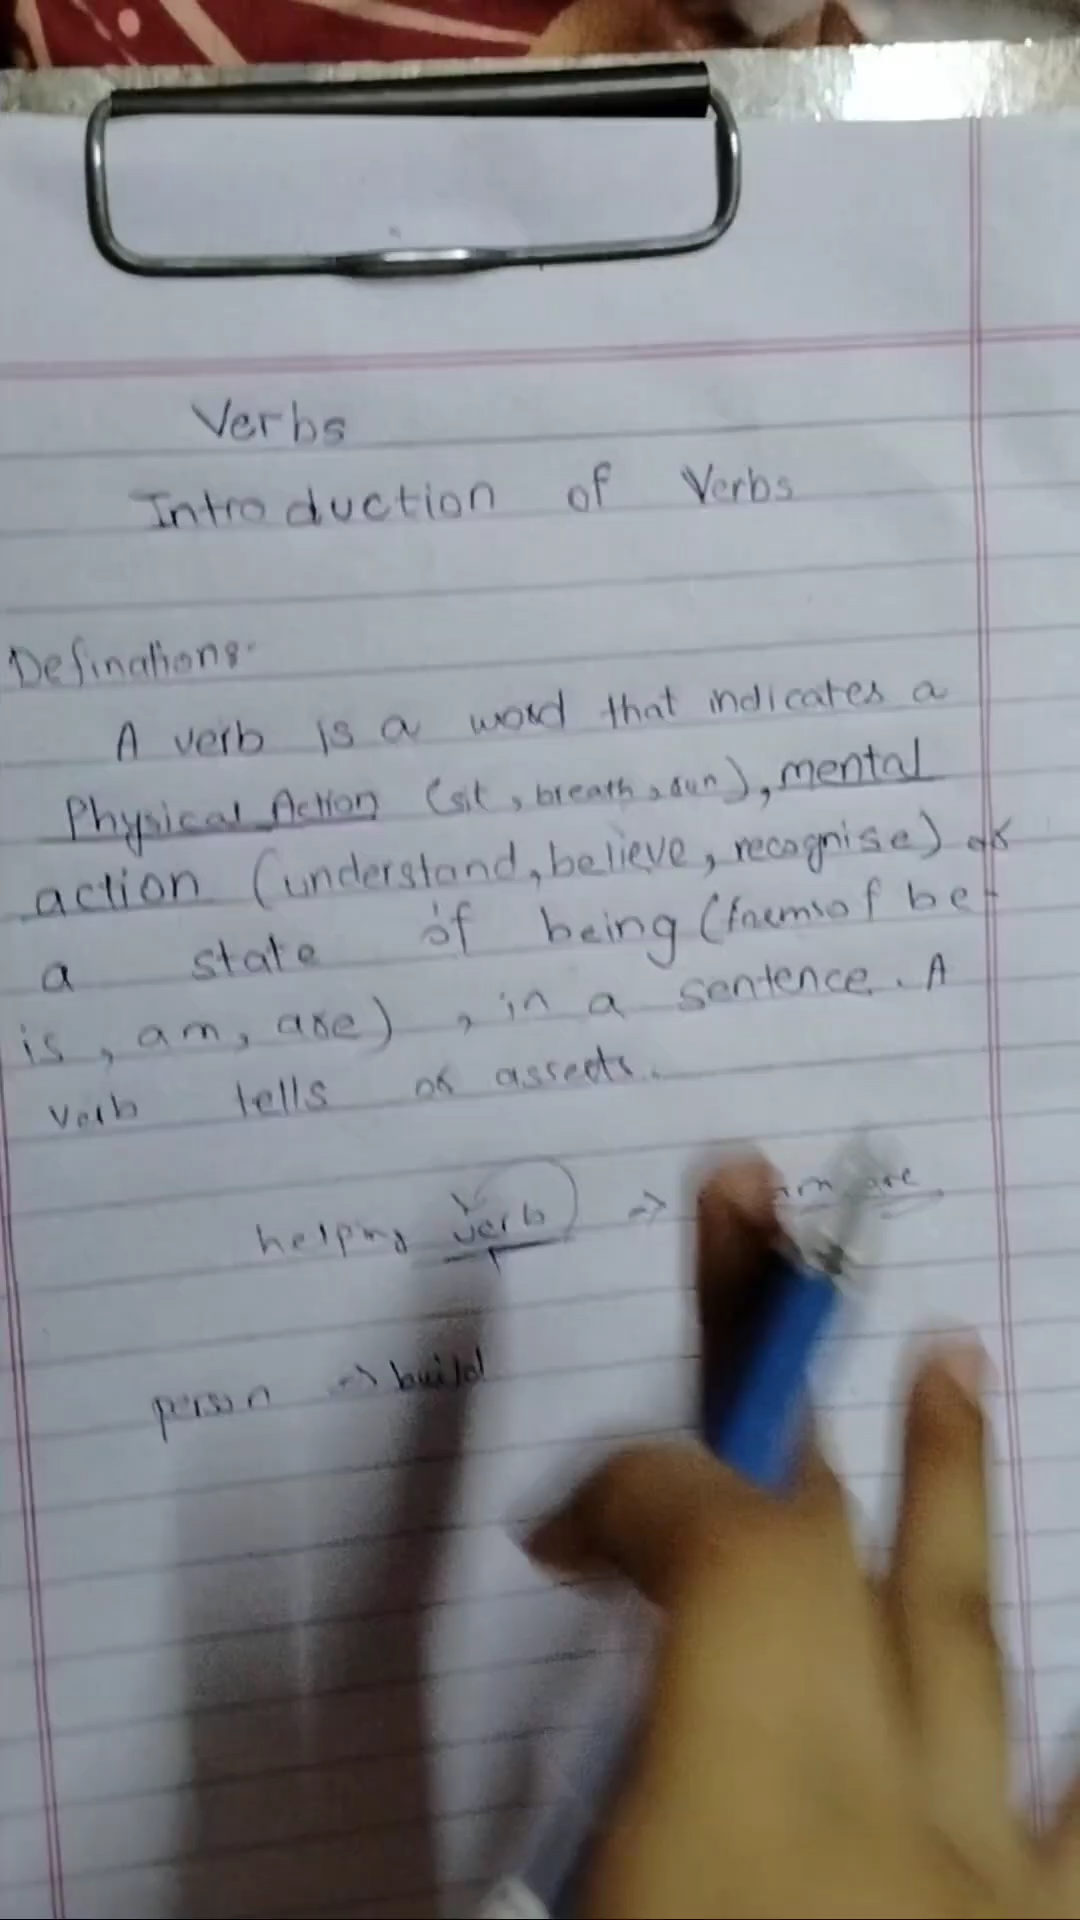 Verbs
Introduction of Verbs
Definations:-
A verb is a word that indicates a
Physical Action (sit, breath, run), mental
action (understand, believe, recognise) or
a state of being ( of be-
is, am, are) , in a sentence. A
verb tells or asserts.
helping verb → am are
person → build